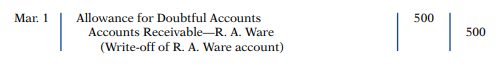 Mar. 1 Allowance for Doubtful Accounts 500
Accounts Receivable—R. A. Ware 500
(Write-off of R. A. Ware account)